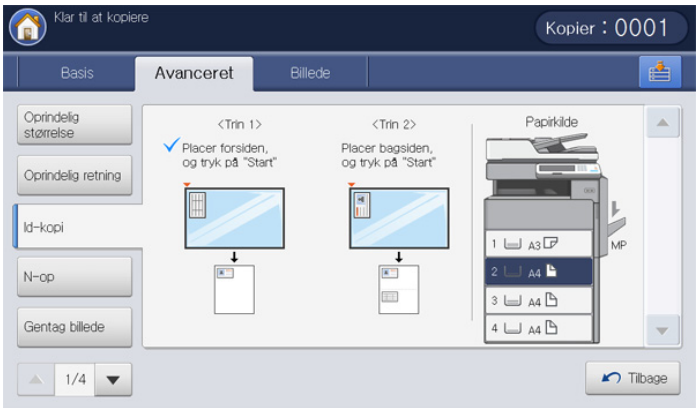 Klar til at kopiere
Kopier : 0001
Basis
Avanceret
Billede
Oprindelig
størrelse
Oprindelig retning
Id-kopi
N-op
Gentag billede
1/4
<Trin 1>
Placer forsiden,
og tryk på "Start"
<Trin 2>
Placer bagsiden,
og tryk på "Start"
Papirkilde
1 A3
MP
2 A4
3 A4
4 A4
Tilbage